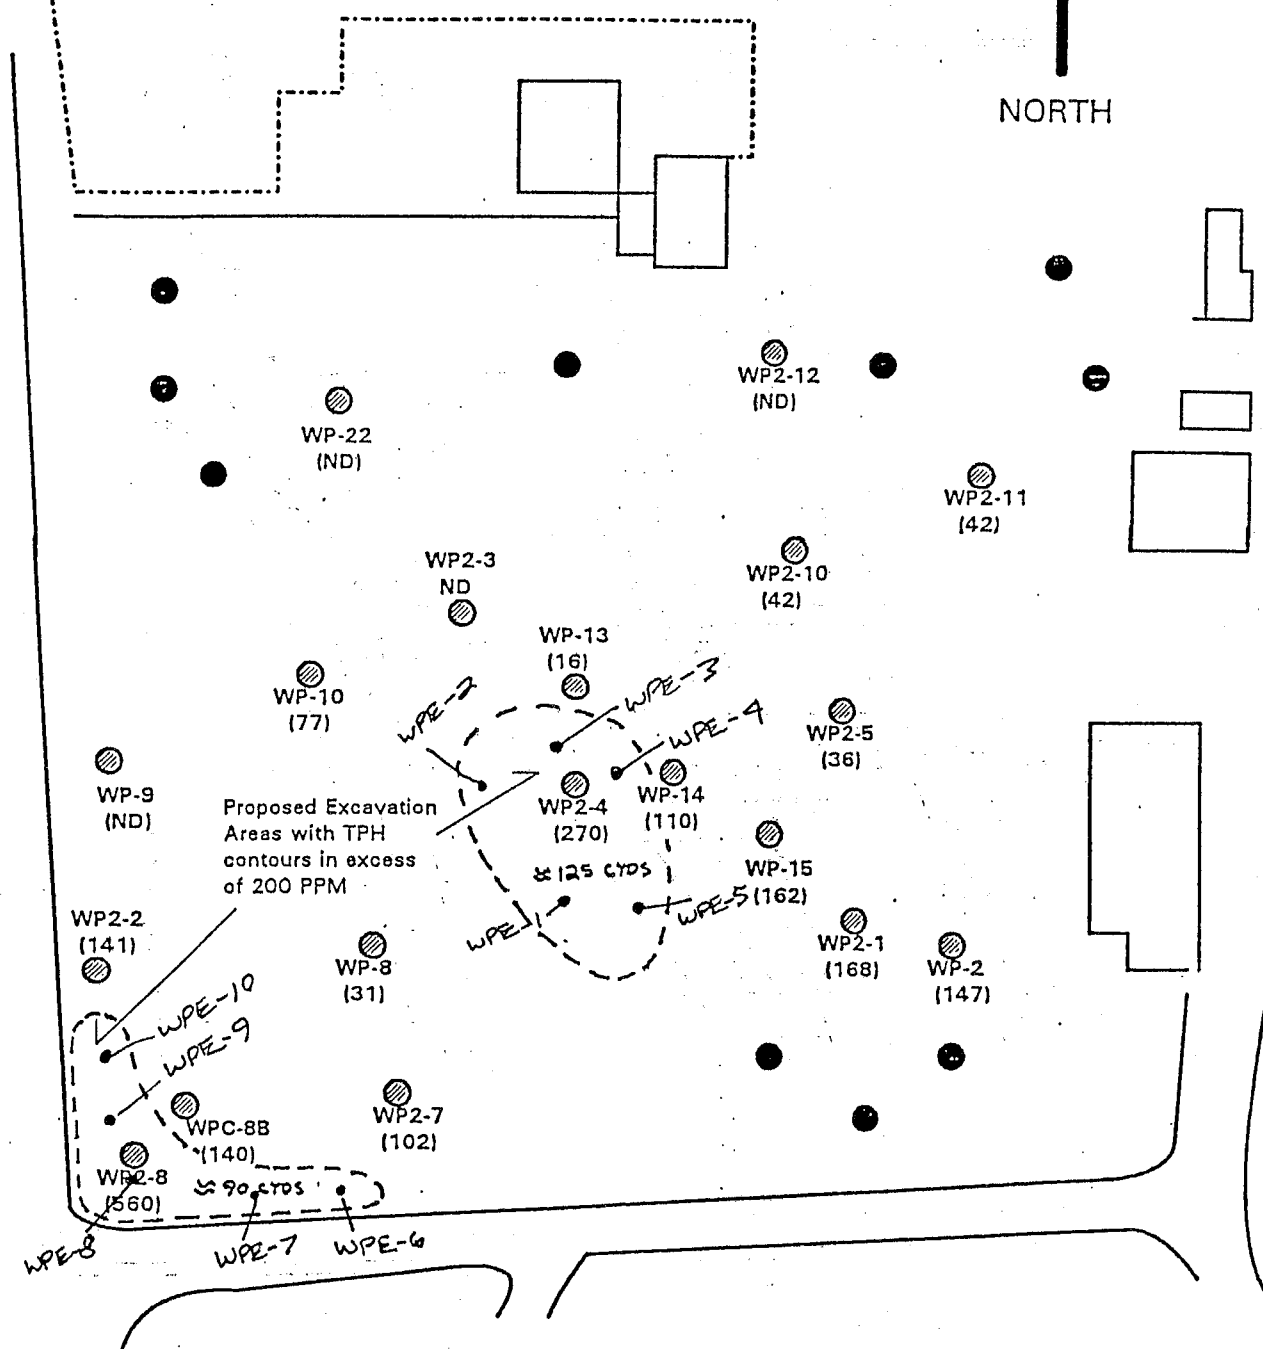 NORTH
WP2-12
(ND)
WP-22
(ND)
WP2-11
(42)
WP2-3
ND
WP2-10
(42)
WP-13
(16)
WP-10
(77)
WPE-2
WPE-3
WPE-4
WP2-5
(36)
WP-9
(ND)
Proposed Excavation
Areas with TPH
contours in excess
of 200 PPM
WP2-4
(270)
WP-14
(110)
≈125 CYDS
WP-15
(162)
WPE-5
WPE-1
WP2-2
(141)
WP-8
(31)
WP2-1
(168)
WP-2
(147)
WPE-10
WPE-9
WPC-8B
(140)
WP2-7
(102)
WP2-8
(560)
≈90 CYDS
WPE-8
WPE-7
WPE-6